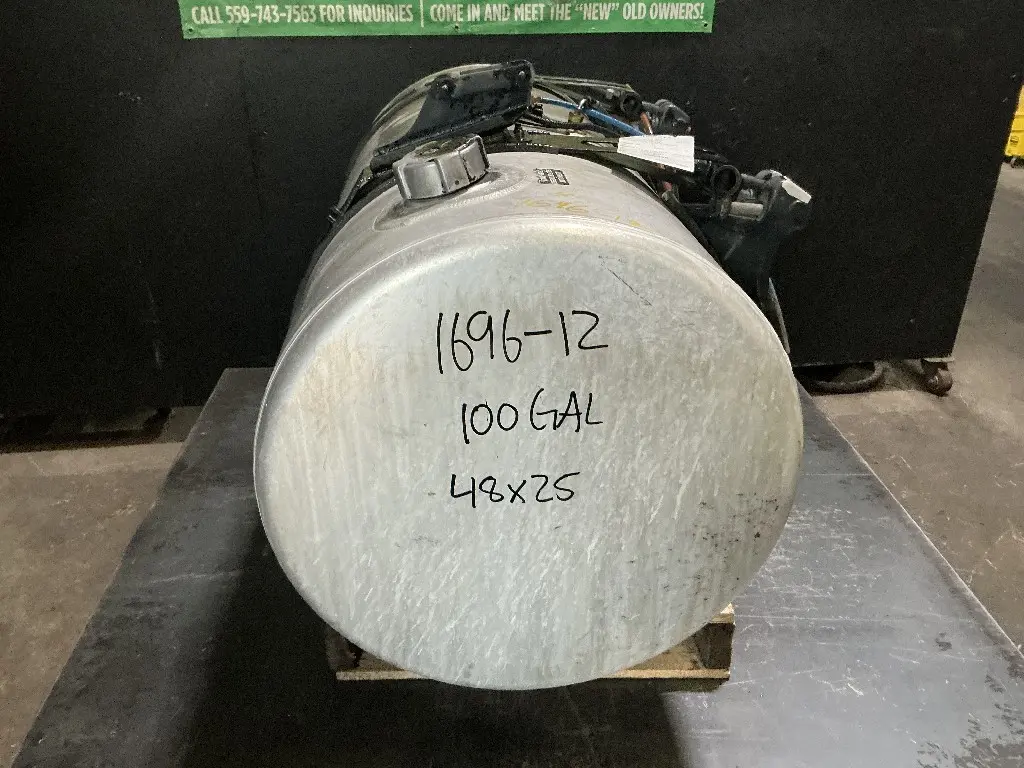 CALL 559-743-7563 FOR INQUIRIES | COME IN AND MEET THE "NEW" OLD OWNERS!
1696-12
100 GAL
48x25